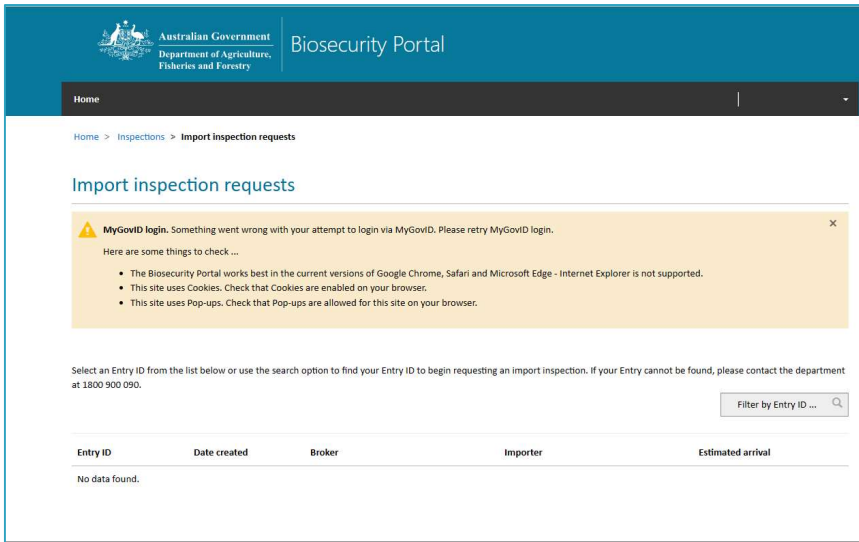 Australian Government
Department of Agriculture,
Fisheries and Forestry
Biosecurity Portal
Home
Home > Inspections > Import inspection requests
Import inspection requests
MyGovID login. Something went wrong with your attempt to login via MyGovID. Please retry MyGovID login.
Here are some things to check ...
• The Biosecurity Portal works best in the current versions of Google Chrome, Safari and Microsoft Edge - Internet Explorer is not supported.
• This site uses Cookies. Check that Cookies are enabled on your browser.
• This site uses Pop-ups. Check that Pop-ups are allowed for this site on your browser.
Select an Entry ID from the list below or use the search option to find your Entry ID to begin requesting an import inspection. If your Entry cannot be found, please contact the department
at 1800 900 090.
Filter by Entry ID ...
Entry ID Date created Broker Importer Estimated arrival
No data found.